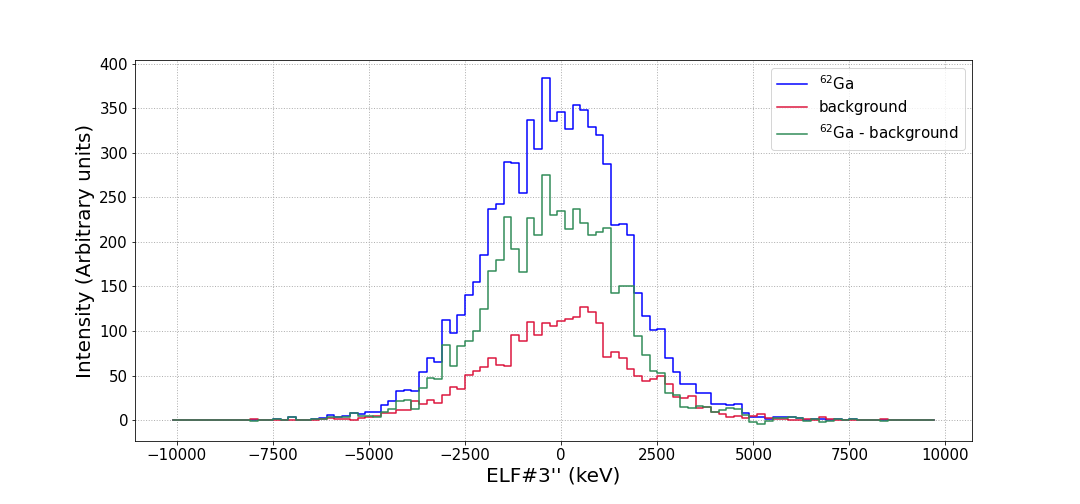 400
350
300
250
200
150
100
50
0
Intensity (Arbitrary units)
⁶²Ga
background
⁶²Ga - background
−10000 −7500 −5000 −2500 0 2500 5000 7500 10000
ELF#3'' (keV)